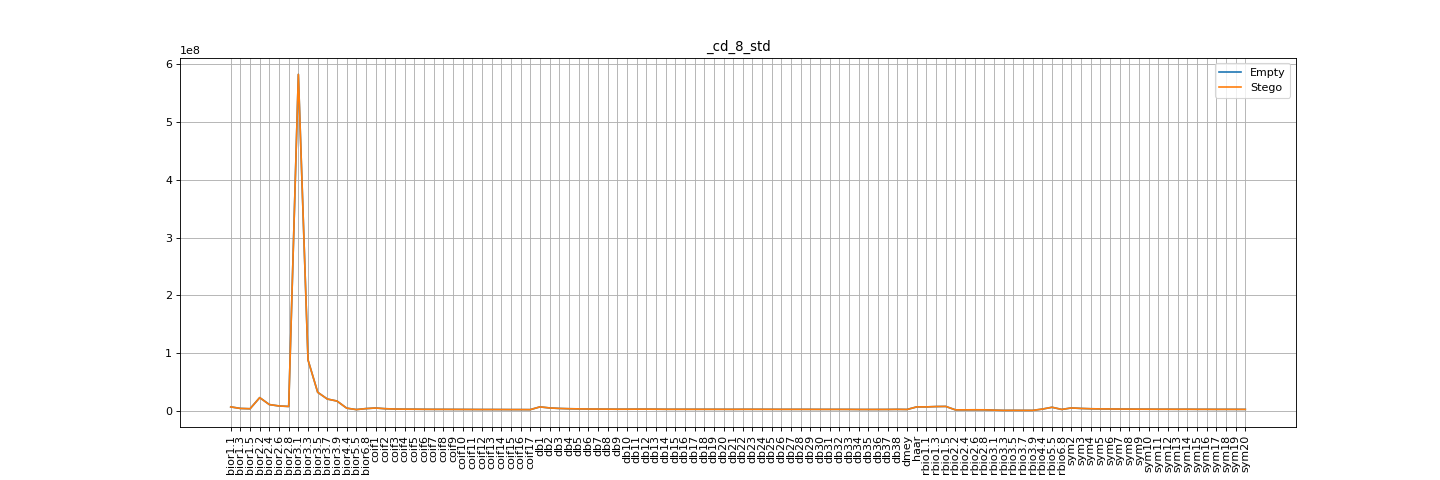 _cd_8_std
1e8
6
5
4
3
2
1
0
Empty
Stego
bior1.1
bior1.3
bior1.5
bior2.2
bior2.4
bior2.6
bior2.8
bior3.1
bior3.3
bior3.5
bior3.7
bior3.9
bior4.4
bior5.5
bior6.8
coif1
coif2
coif3
coif4
coif5
coif6
coif7
coif8
coif9
coif10
coif11
coif12
coif13
coif14
coif15
coif16
coif17
db1
db2
db3
db4
db5
db6
db7
db8
db9
db10
db11
db12
db13
db14
db15
db16
db17
db18
db19
db20
db21
db22
db23
db24
db25
db26
db27
db28
db29
db30
db31
db32
db33
db34
db35
db36
db37
db38
dmey
haar
rbio1.1
rbio1.3
rbio1.5
rbio2.2
rbio2.4
rbio2.6
rbio2.8
rbio3.1
rbio3.3
rbio3.5
rbio3.7
rbio3.9
rbio4.4
rbio5.5
rbio6.8
sym2
sym3
sym4
sym5
sym6
sym7
sym8
sym9
sym10
sym11
sym12
sym13
sym14
sym15
sym16
sym17
sym18
sym19
sym20